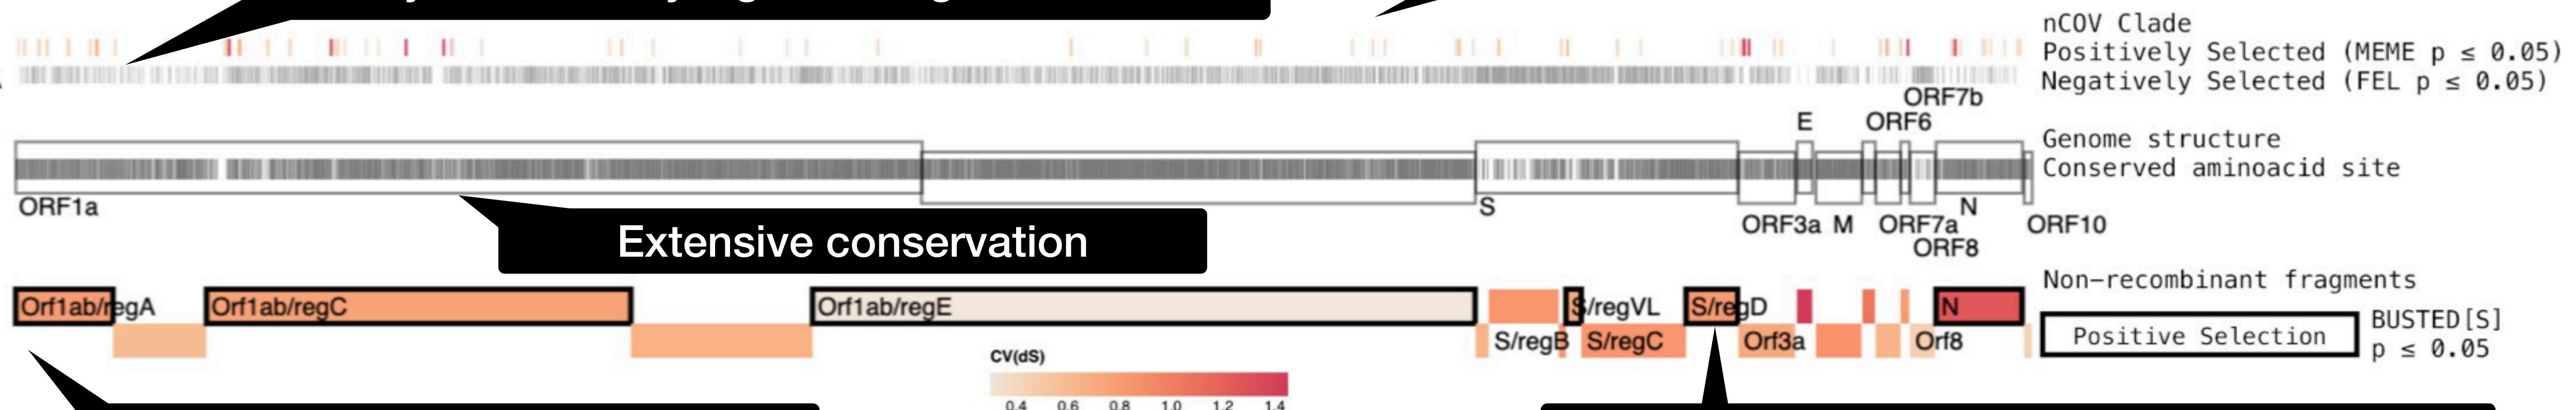 nCOV Clade
Positively Selected (MEME p ≤ 0.05)
Negatively Selected (FEL p ≤ 0.05)
ORF7b
E ORF6
Genome structure
Conserved aminoacid site
ORF1a
S
N
ORF3a M ORF7a ORF10
ORF8
Extensive conservation
Non-recombinant fragments
Orf1ab/regA Orf1ab/regC Orf1ab/regE S/regVL S/regD N
S/regB S/regC Orf3a Orf8
Positive Selection
BUSTED[S]
p ≤ 0.05
CV(dS)
0.4 0.6 0.8 1.0 1.2 1.4